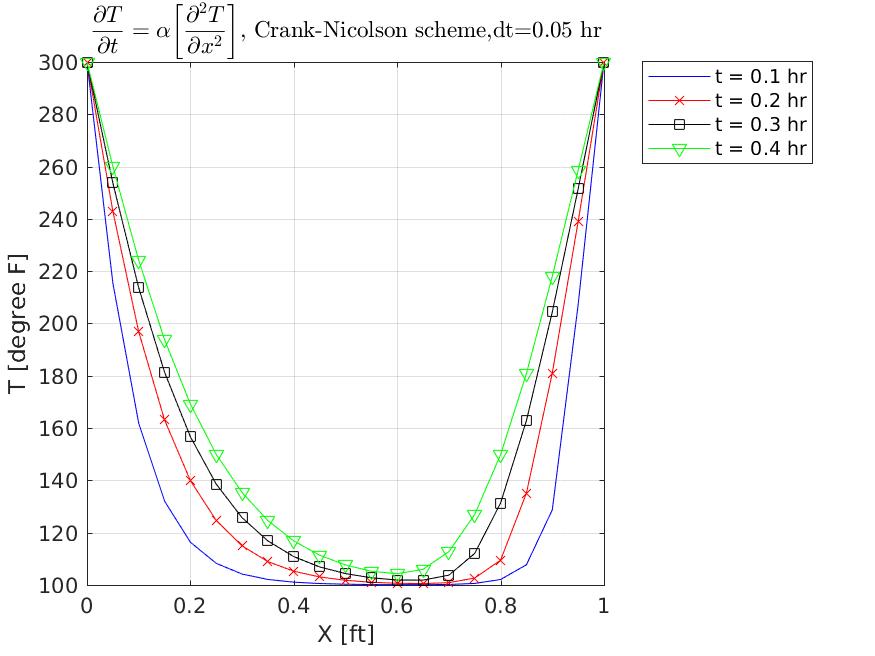 ∂T/∂t = α[∂²T/∂x²], Crank-Nicolson scheme,dt=0.05 hr
300
280
260
240
220
200
180
160
140
120
100
T [degree F]
0 0.2 0.4 0.6 0.8 1
X [ft]
t = 0.1 hr
t = 0.2 hr
t = 0.3 hr
t = 0.4 hr